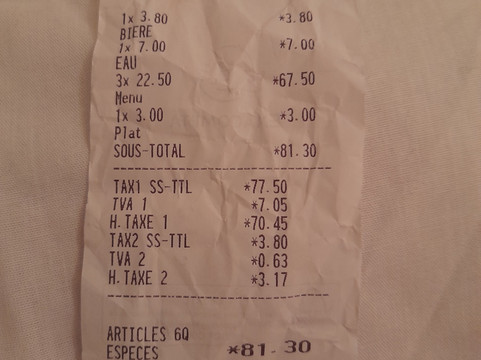 1x 3.80 *3.80
BIERE
1x 7.00 *7.00
EAU
3x 22.50 *67.50
Menu
1x 3.00 *3.00
Plat
SOUS-TOTAL *81.30
TAX1 SS-TTL *77.50
TVA 1 *7.05
H.TAXE 1 *70.45
TAX2 SS-TTL *3.80
TVA 2 *0.63
H.TAXE 2 *3.17
ARTICLES 6Q
ESPECES *81.30